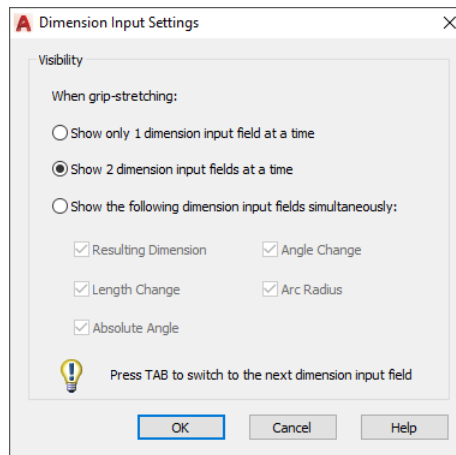 Dimension Input Settings
Visibility
When grip-stretching:
Show only 1 dimension input field at a time
Show 2 dimension input fields at a time
Show the following dimension input fields simultaneously:
Resulting Dimension Angle Change
Length Change Arc Radius
Absolute Angle
Press TAB to switch to the next dimension input field
OK Cancel Help